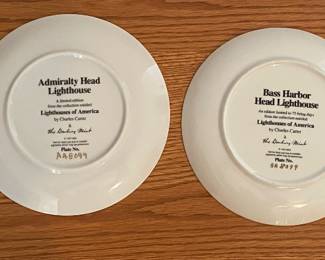 Admiralty Head
Lighthouse
A limited edition
from the collection entitled
Lighthouses of America
by Charles Carter
The Danbury Mint
Plate No.
AA8099
Bass Harbor
Head Lighthouse
An edition limited to 75 firing days
from the collection entitled
Lighthouses of America
by Charles Carter
The Danbury Mint
Plate No.